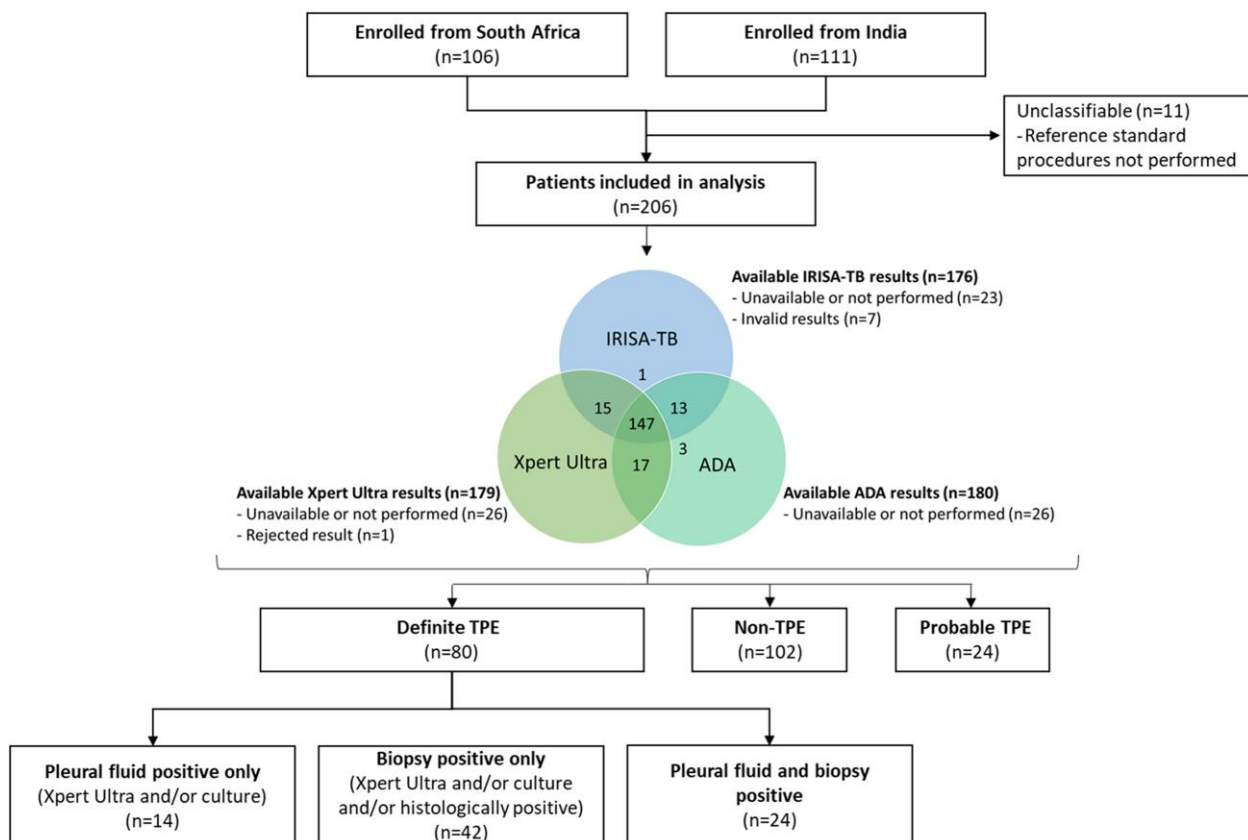 Enrolled from South Africa
(n=106)
Enrolled from India
(n=111)
Unclassifiable (n=11)
- Reference standard
procedures not performed
Patients included in analysis
(n=206)
Available IRISA-TB results (n=176)
- Unavailable or not performed (n=23)
- Invalid results (n=7)
IRISA-TB
1
15
13
147
3
Xpert Ultra
17
ADA
Available Xpert Ultra results (n=179)
- Unavailable or not performed (n=26)
- Rejected result (n=1)
Available ADA results (n=180)
- Unavailable or not performed (n=26)
Definite TPE
(n=80)
Non-TPE
(n=102)
Probable TPE
(n=24)
Pleural fluid positive only
(Xpert Ultra and/or culture)
(n=14)
Biopsy positive only
(Xpert Ultra and/or culture
and/or histologically positive)
(n=42)
Pleural fluid and biopsy
positive
(n=24)